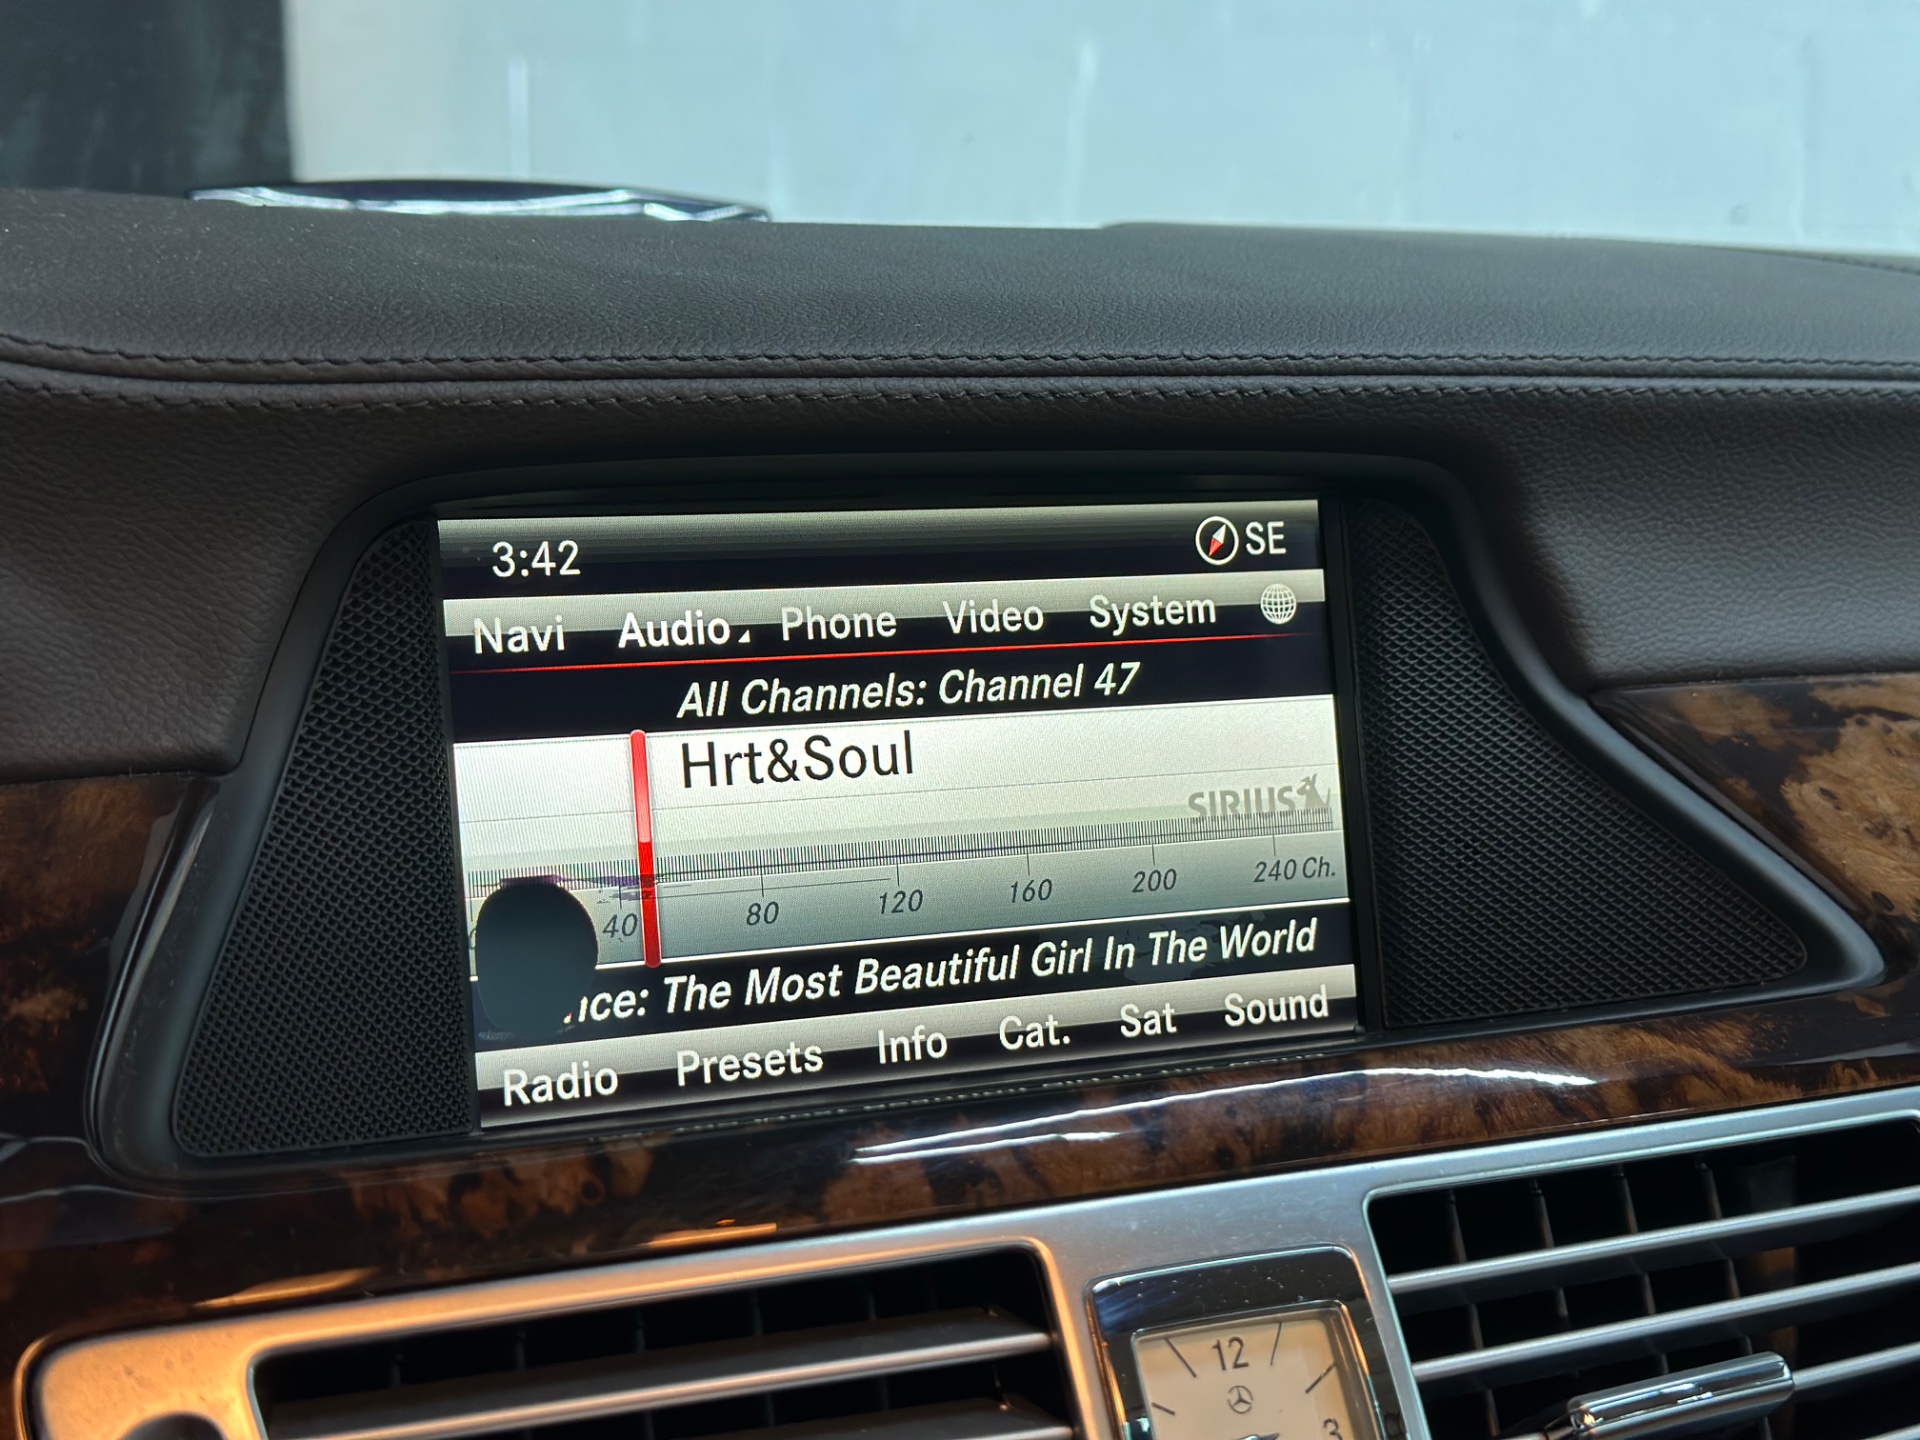 3:42 SE
Navi Audio Phone Video System
All Channels: Channel 47
Hrt&Soul
SIRIUS
40 80 120 160 200 240 Ch.
The Most Beautiful Girl In The World
Radio Presets Info Cat. Sat Sound
12
3